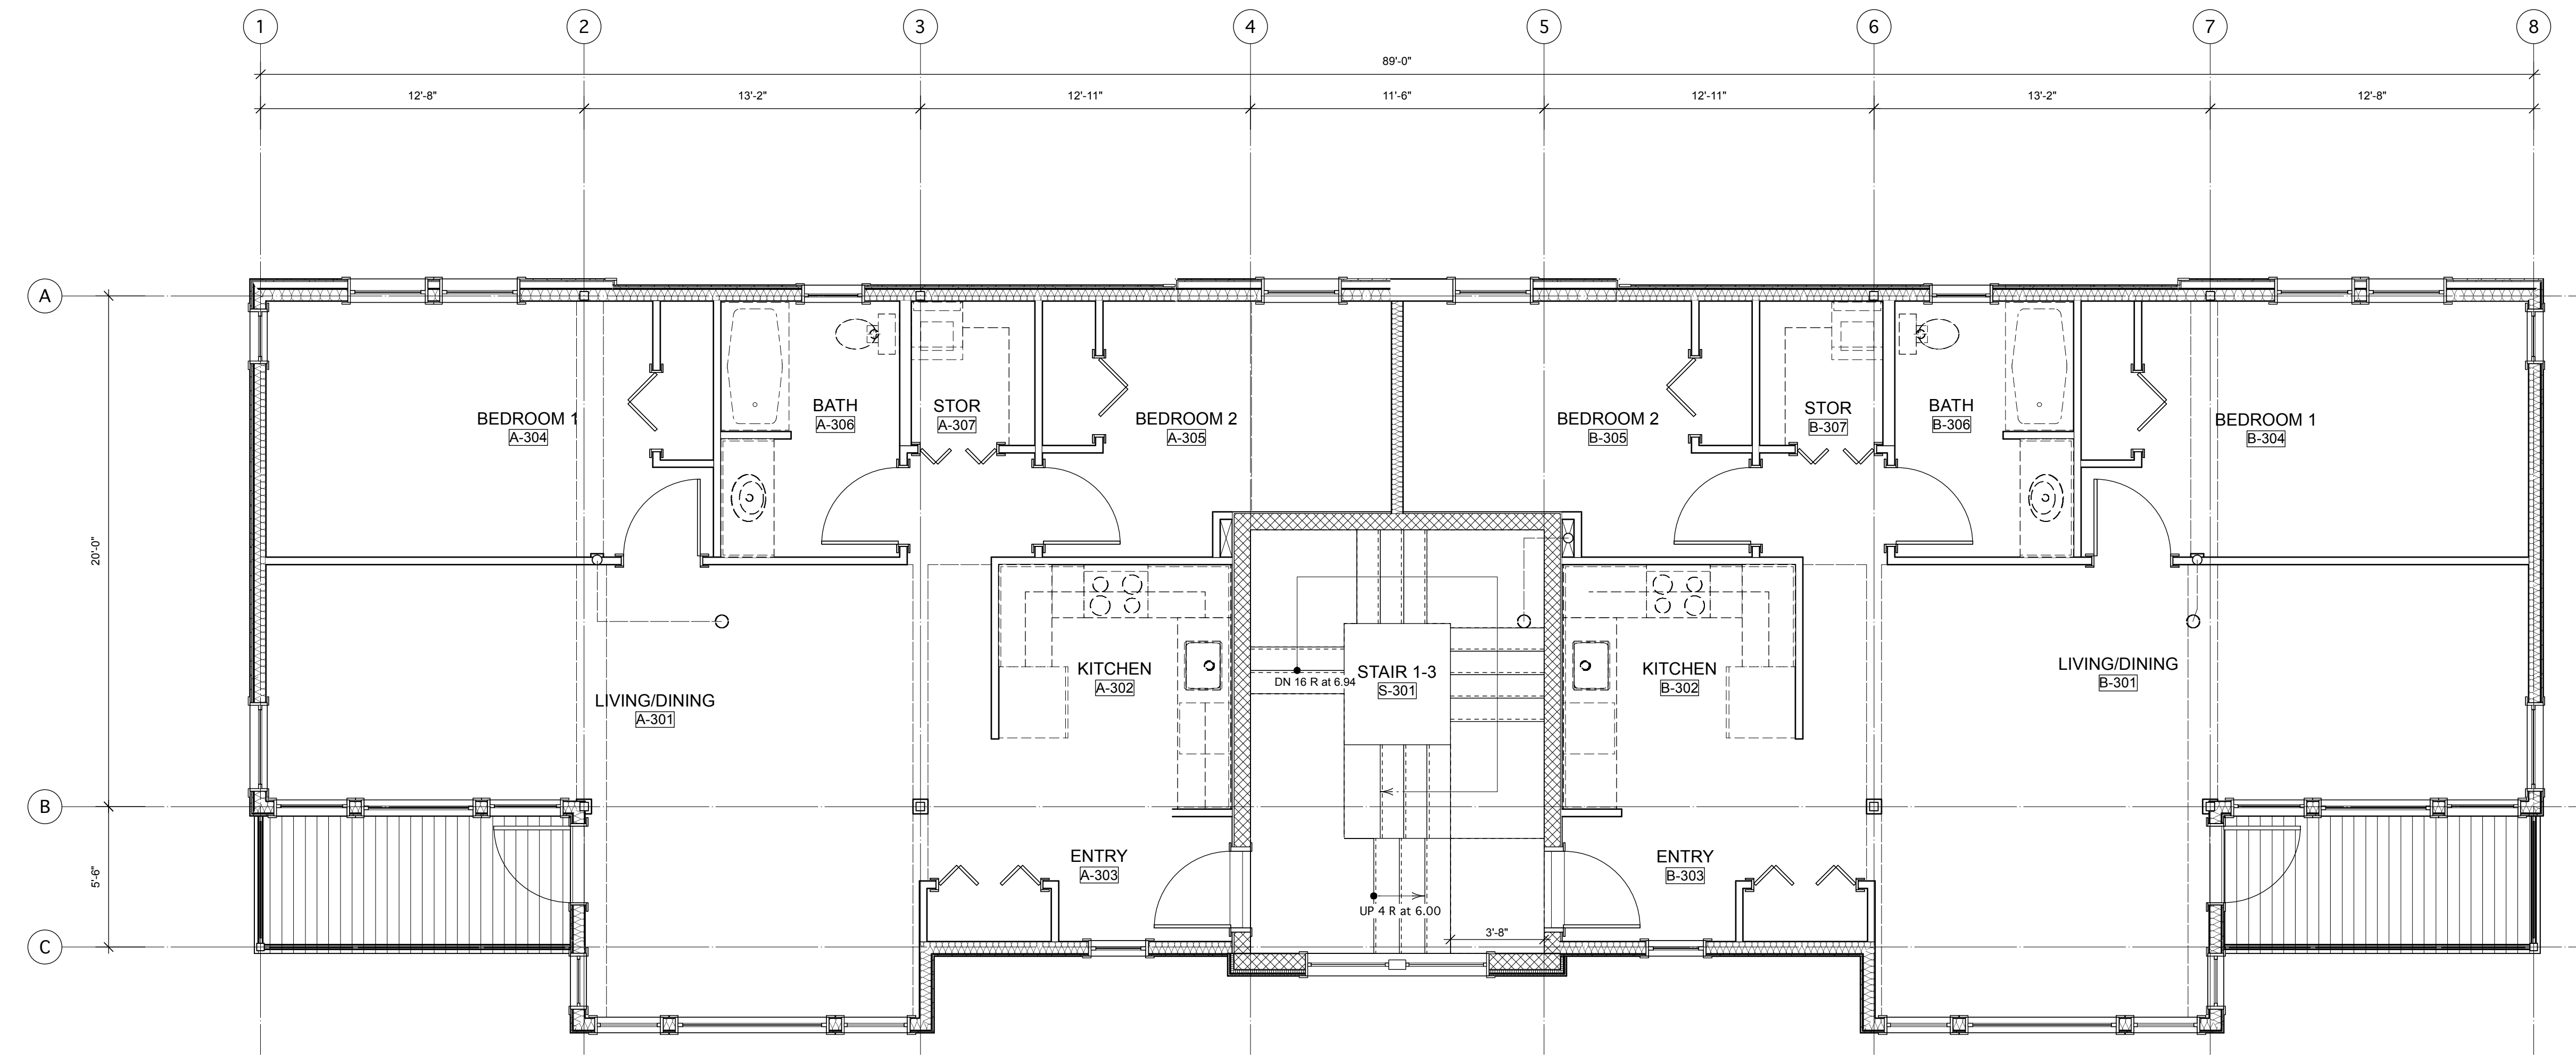 1 2 3 4 5 6 7 8
89'-0"
12'-8" 13'-2" 12'-11" 11'-6" 12'-11" 13'-2" 12'-8"
A
BEDROOM 1
A-304
BATH
A-306
STOR
A-307
BEDROOM 2
A-305
BEDROOM 2
B-305
STOR
B-307
BATH
B-306
BEDROOM 1
B-304
20'-0"
LIVING/DINING
A-301
KITCHEN
A-302
DN 16 R at 6.94
STAIR 1-3
S-301
KITCHEN
B-302
LIVING/DINING
B-301
B
5'-6"
ENTRY
A-303
ENTRY
B-303
UP 4 R at 6.00
3'-8"
C